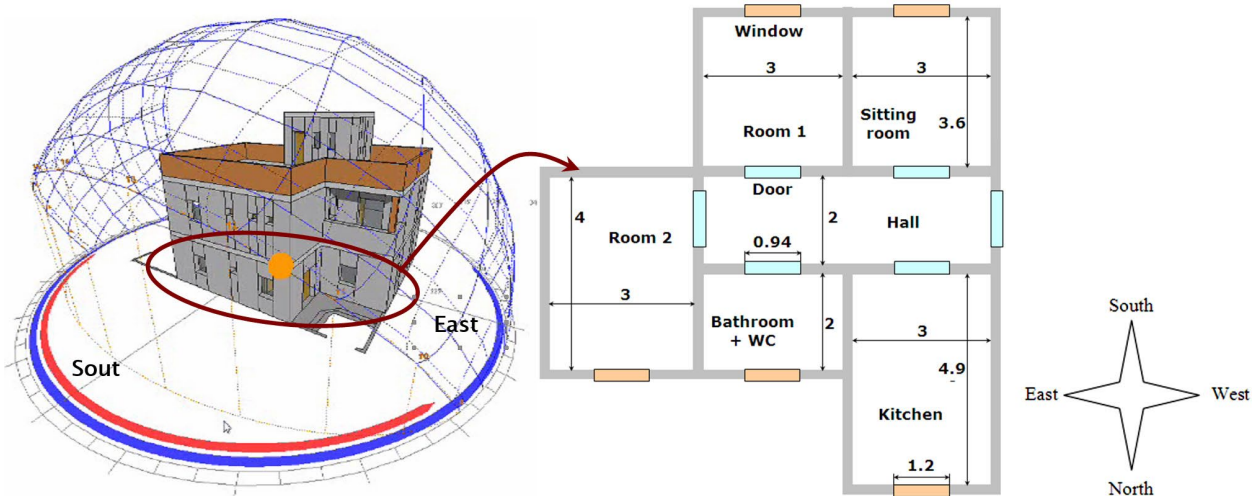 Sout
East
Window
3
3
Room 1
Sitting
room
3.6
Door
4
Room 2
2
Hall
0.94
3
Bathroom
+ WC
2
3
4.9
Kitchen
1.2
South
East
West
North